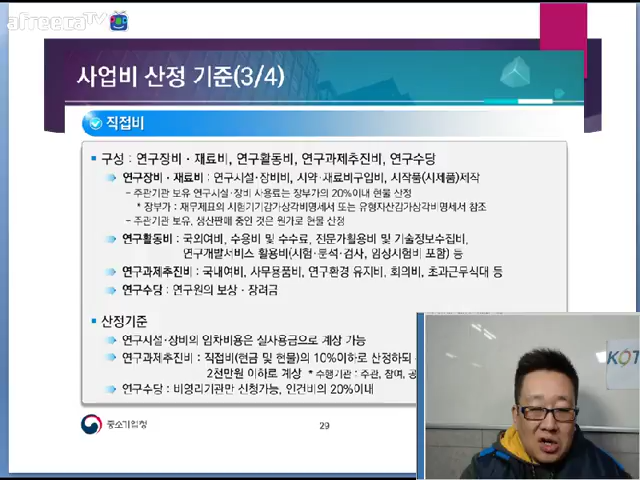 afreecaTV
사업비 산정 기준(3/4)
직접비
▪ 구성 : 연구장비 · 재료비, 연구활동비, 연구과제추진비, 연구수당
연구장비 · 재료비 : 연구시설·장비비, 시약·재료비구입비, 시작품(시제품)제작
- 주관기관 보유 연구시설·장비 사용료는 장부가의 20%이내 현물 산정
* 장부가 : 재무제표의 시험기기감가상각비명세서 또는 유형자산감가상각비명세서 참조
- 주관기관 보유, 생산판매 중인 것은 원가로 현물 산정
연구활동비 : 국외여비, 수용비 및 수수료, 전문가활용비 및 기술정보수집비,
연구개발서비스 활용비(시험·분석·검사, 임상시험비 포함) 등
연구과제추진비 : 국내여비, 사무용품비, 연구환경 유지비, 회의비, 초과근무식대 등
연구수당 : 연구원의 보상 · 장려금
▪ 산정기준
연구시설·장비의 임차비용은 실사용금으로 계상 가능
연구과제추진비 : 직접비(현금 및 현물)의 10%이하로 산정하되
2천만원 이하로 계상 * 수행기관 : 주관, 참여, 공
연구수당 : 비영리기관만 신청가능, 인건비의 20%이내
중소기업청
29
KOT